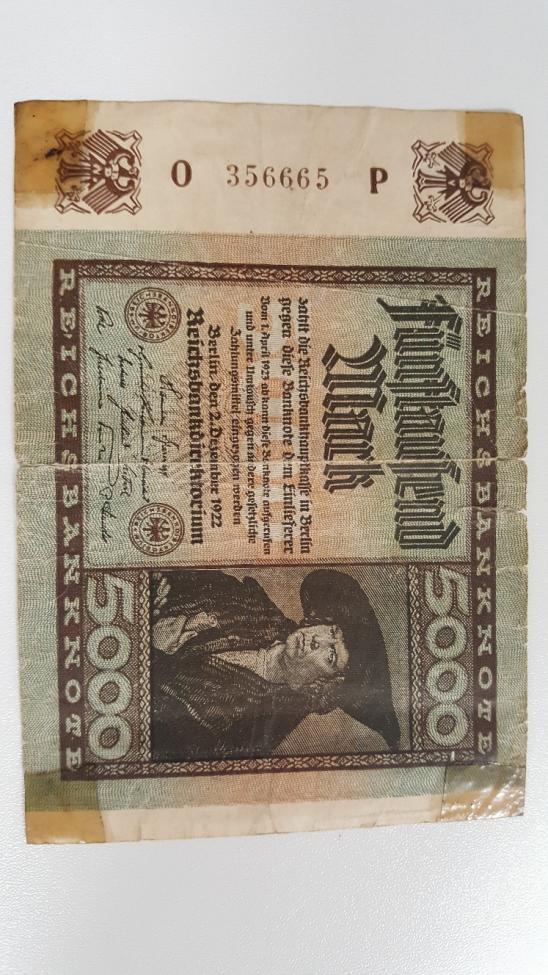 O 356665 P
REICHSBANKNOTE
Fünftausend
Mark
5000
zahlt die Reichsbankhauptkasse in Berlin
gegen diese Banknote dem Einlieferer
Vom 1. April 1923 ab kann diese Banknote aufgerufen
und unter Umtausch gegen andere gesetzliche
Zahlungsmittel eingezogen werden
Berlin, den 2. Dezember 1922
Reichsbankdirektorium
5000
REICHSBANKNOTE